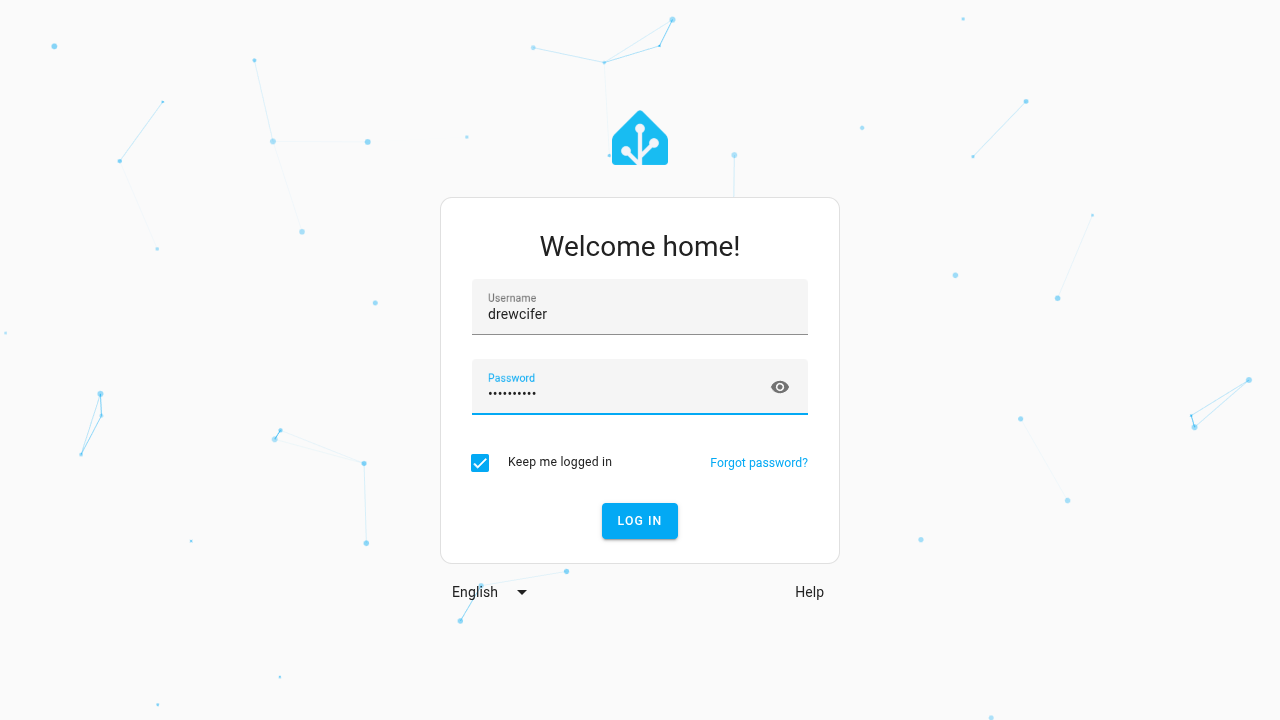 Welcome home!
Username
drewcifer
Password
••••••••••
Keep me logged in
Forgot password?
LOG IN
English
Help